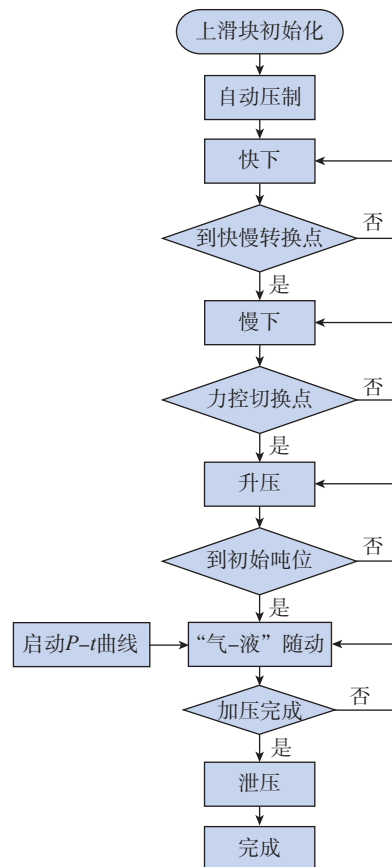 上滑块初始化
自动压制
快下
到快慢转换点
否
是
慢下
力控切换点
否
是
升压
到初始吨位
否
是
启动P-t曲线
“气-液”随动
加压完成
否
是
泄压
完成